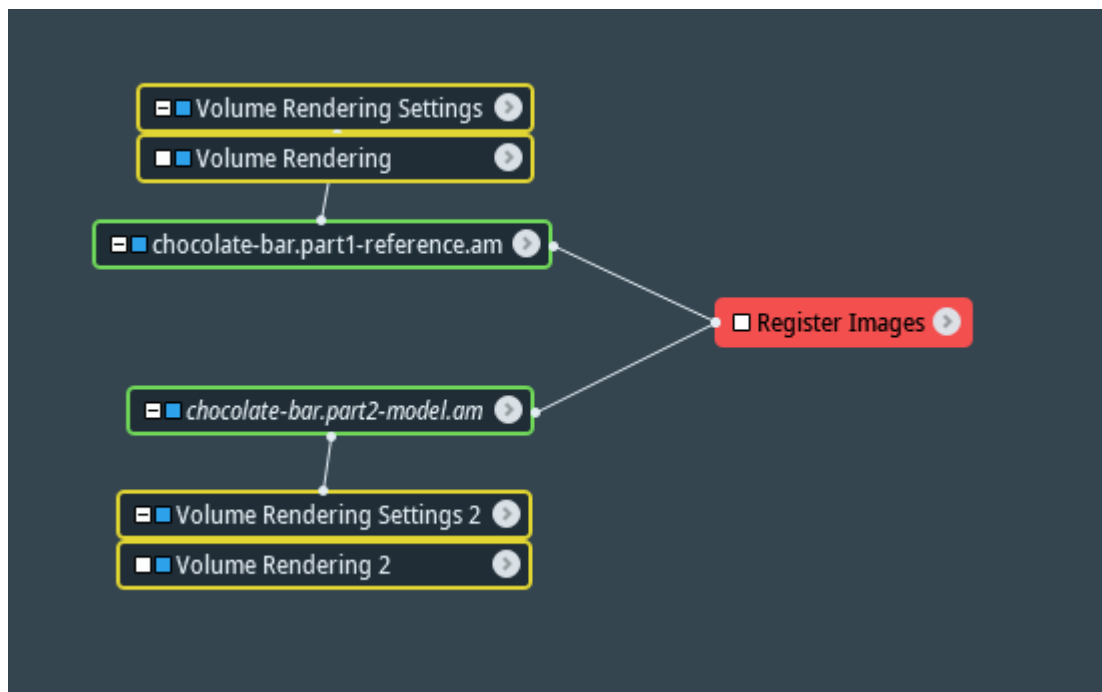 Volume Rendering Settings
Volume Rendering
chocolate-bar.part1-reference.am
Register Images
chocolate-bar.part2-model.am
Volume Rendering Settings 2
Volume Rendering 2